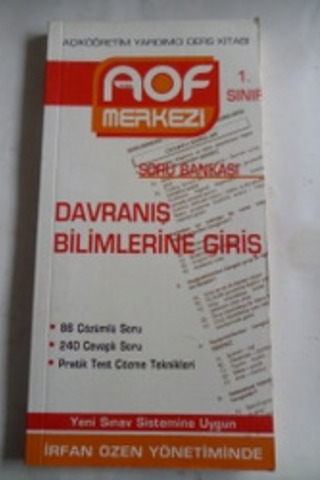 AÇIKÖĞRETİM YARDIMCI DERS KİTABI
AÖF
MERKEZİ
1.
SINIF
SORU BANKASI
DAVRANIŞ
BİLİMLERİNE GİRİŞ
• 86 Çözümlü Soru
• 240 Cevaplı Soru
• Pratik Test Çözme Teknikleri
Yeni Sınav Sistemine Uygun
İRFAN ÖZEN YÖNETİMİNDE